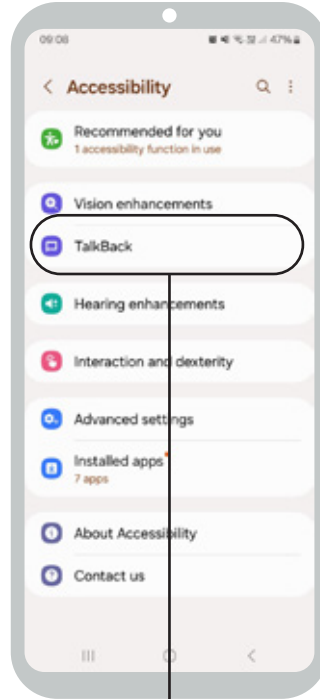 09:08
47%
Accessibility
Recommended for you
1 accessibility function in use
Vision enhancements
TalkBack
Hearing enhancements
Interaction and dexterity
Advanced settings
Installed apps
7 apps
About Accessibility
Contact us